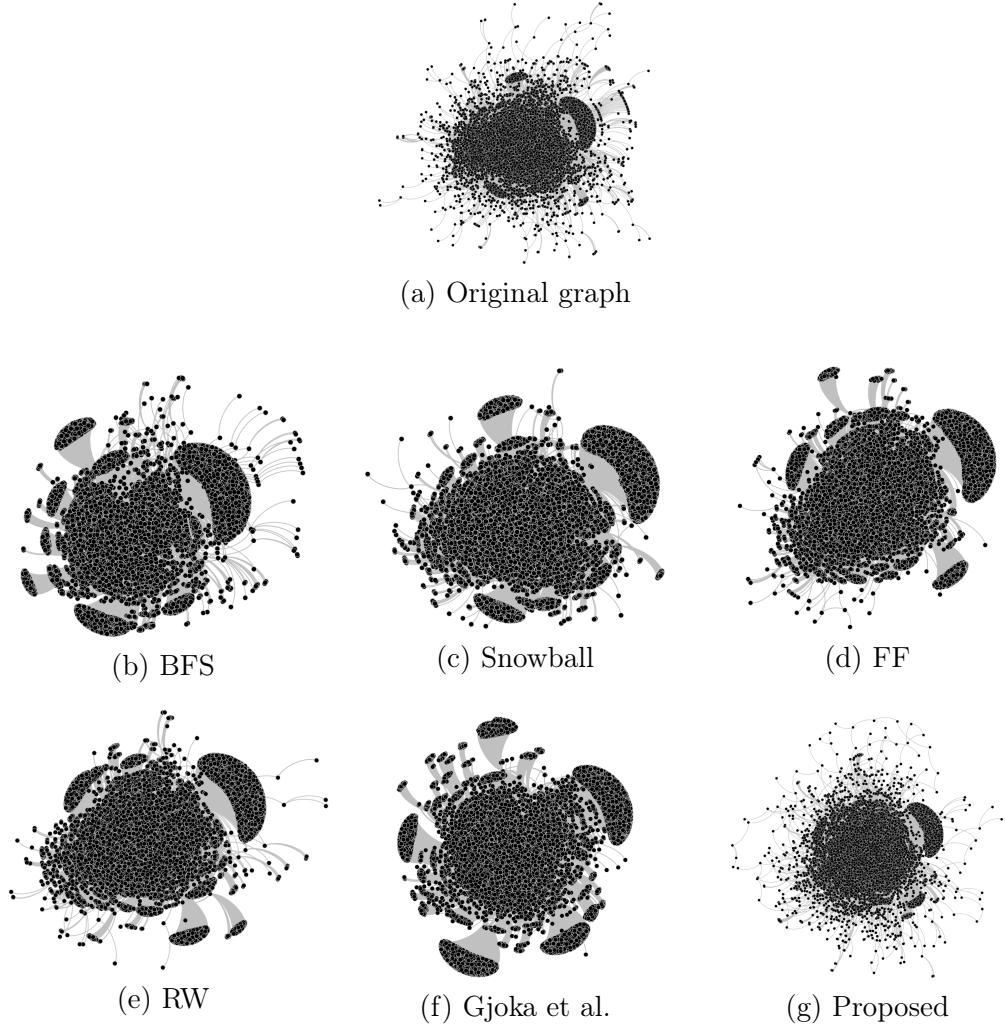 (a) Original graph
(b) BFS
(c) Snowball
(d) FF
(e) RW
(f) Gjoka et al.
(g) Proposed